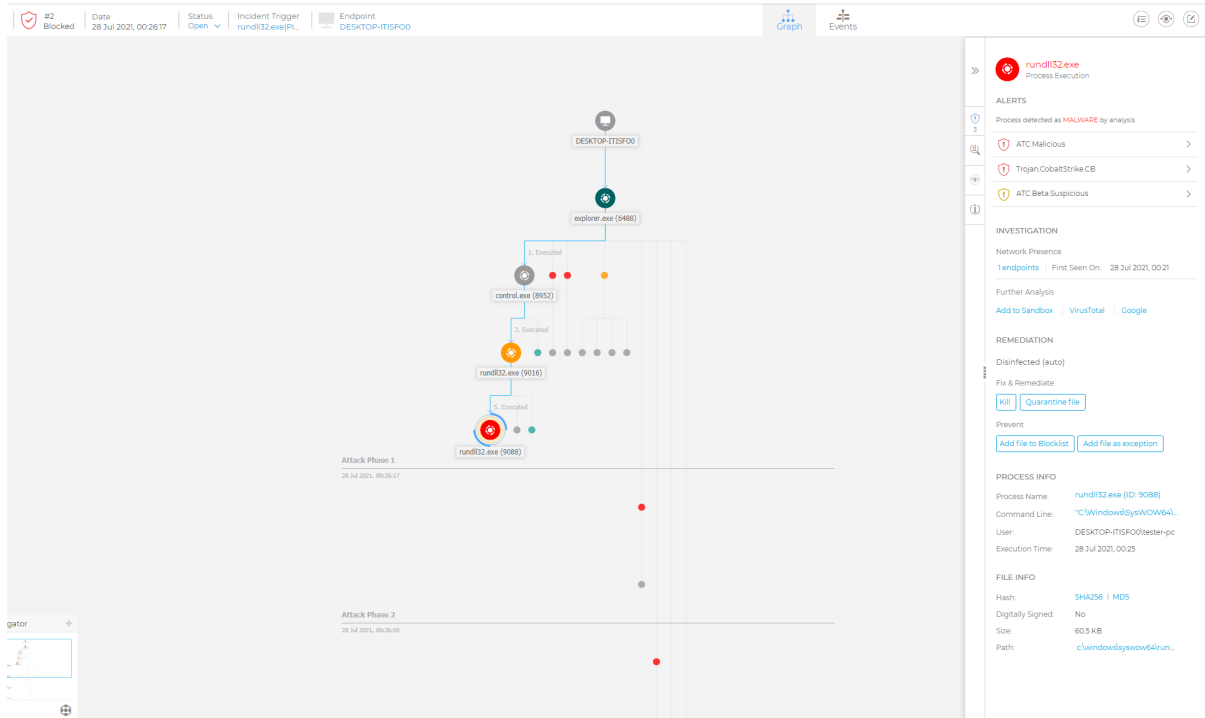 #2
Blocked
Date
28 Jul 2021, 00:26:17
Status
Open
Incident Trigger
rundll32.exe(PI...
Endpoint
DESKTOP-ITISFO0
Graph
Events
DESKTOP-ITISFO0
explorer.exe (6488)
1. Executed
control.exe (8952)
2. Executed
rundll32.exe (9016)
5. Executed
rundll32.exe (9088)
Attack Phase 1
28 Jul 2021, 00:26:17
Attack Phase 2
28 Jul 2021, 00:26:50
gator
3
rundll32.exe
Process Execution
ALERTS
Process detected as MALWARE by analysis
ATC.Malicious
Trojan.CobaltStrike.CB
ATC.Beta.Suspicious
INVESTIGATION
Network Presence
1 endpoints | First Seen On: 28 Jul 2021, 00:21
Further Analysis
Add to Sandbox | VirusTotal | Google
REMEDIATION
Disinfected (auto)
Fix & Remediate
Kill Quarantine file
Prevent
Add file to Blocklist Add file as exception
PROCESS INFO
Process Name: rundll32.exe (ID: 9088)
Command Line: "C:\Windows\SysWOW64\...
User: DESKTOP-ITISFO0\tester-pc
Execution Time: 28 Jul 2021, 00:25
FILE INFO
Hash: SHA256 | MD5
Digitally Signed: No
Size: 60.5 KB
Path: c:\windows\syswow64\run...